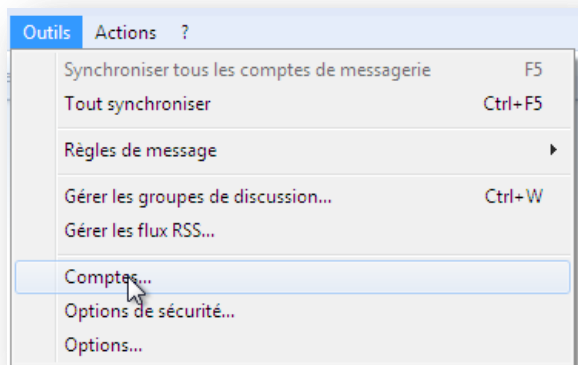 Outils Actions ?
Synchroniser tous les comptes de messagerie F5
Tout synchroniser Ctrl+F5
Règles de message
Gérer les groupes de discussion... Ctrl+W
Gérer les flux RSS...
Comptes...
Options de sécurité...
Options...